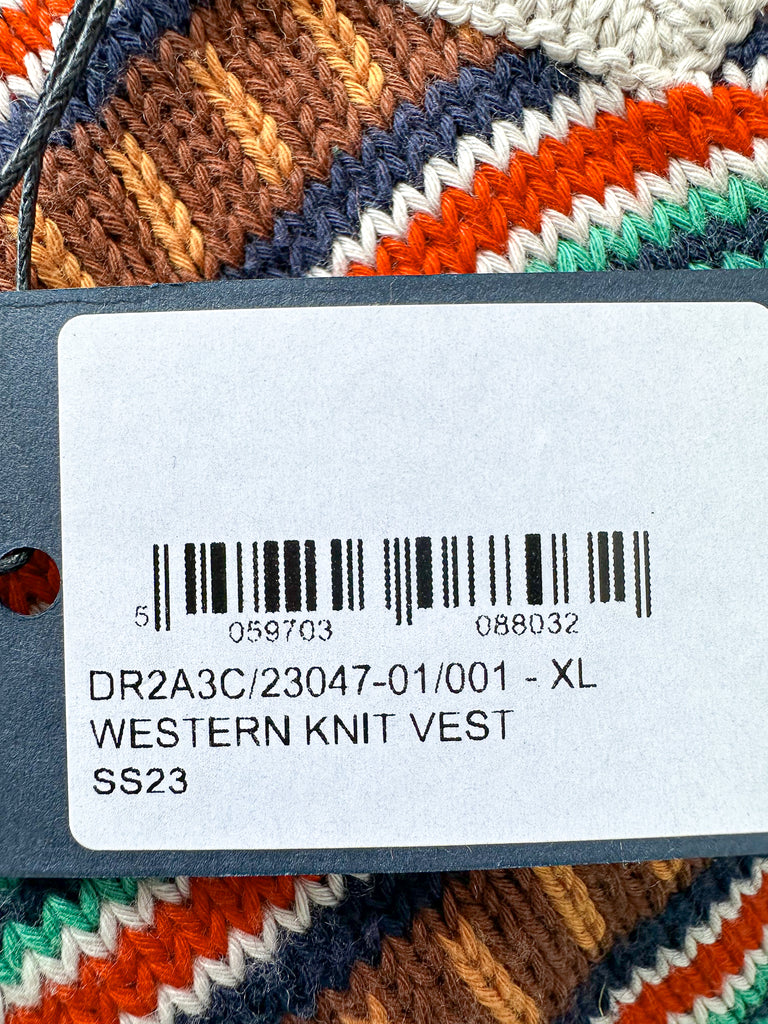 5 059703 088032
DR2A3C/23047-01/001 - XL
WESTERN KNIT VEST
SS23